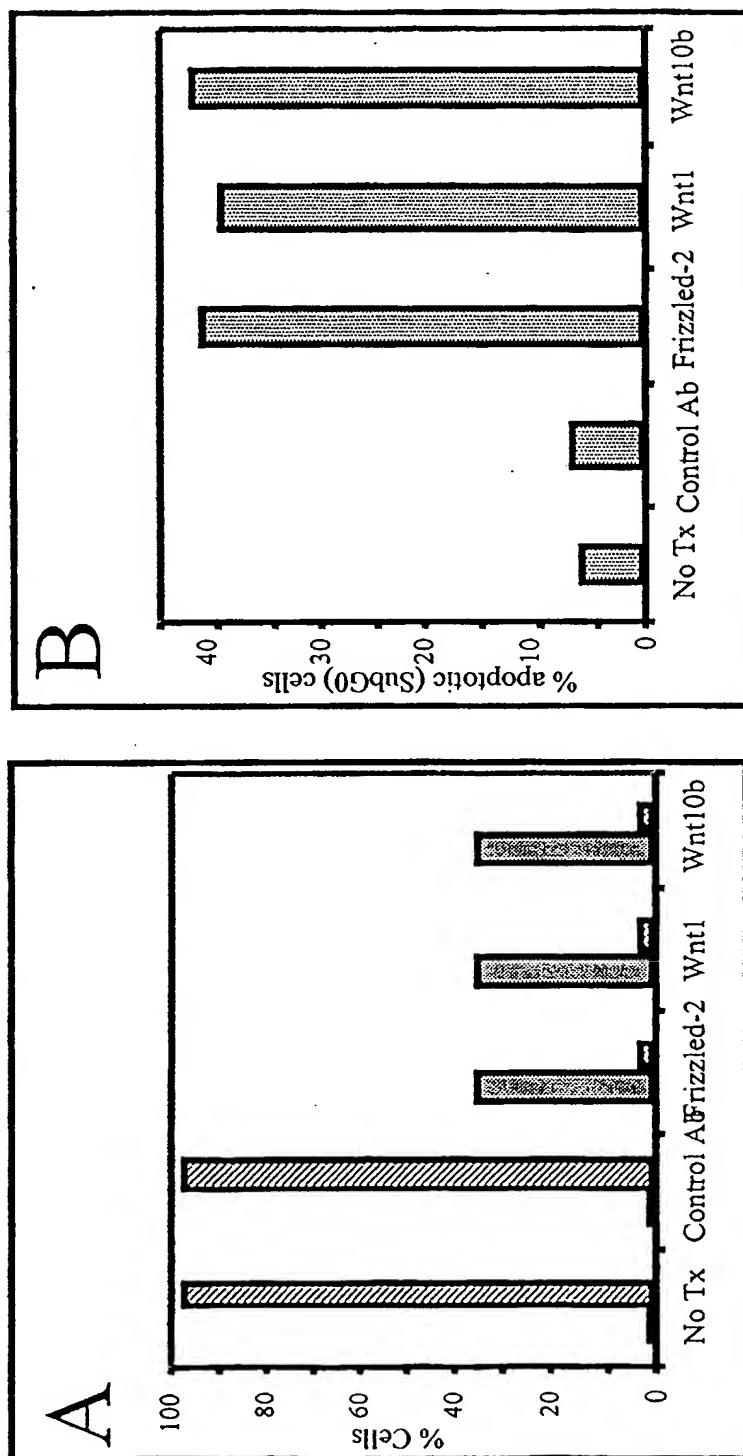 A
% Cells
100
80
60
40
20
0
No Tx Control Ab Frizzled-2 Wnt1 Wnt10b
B
% apoptotic (SubG0) cells
40
30
20
10
0
No Tx Control Ab Frizzled-2 Wnt1 Wnt10b